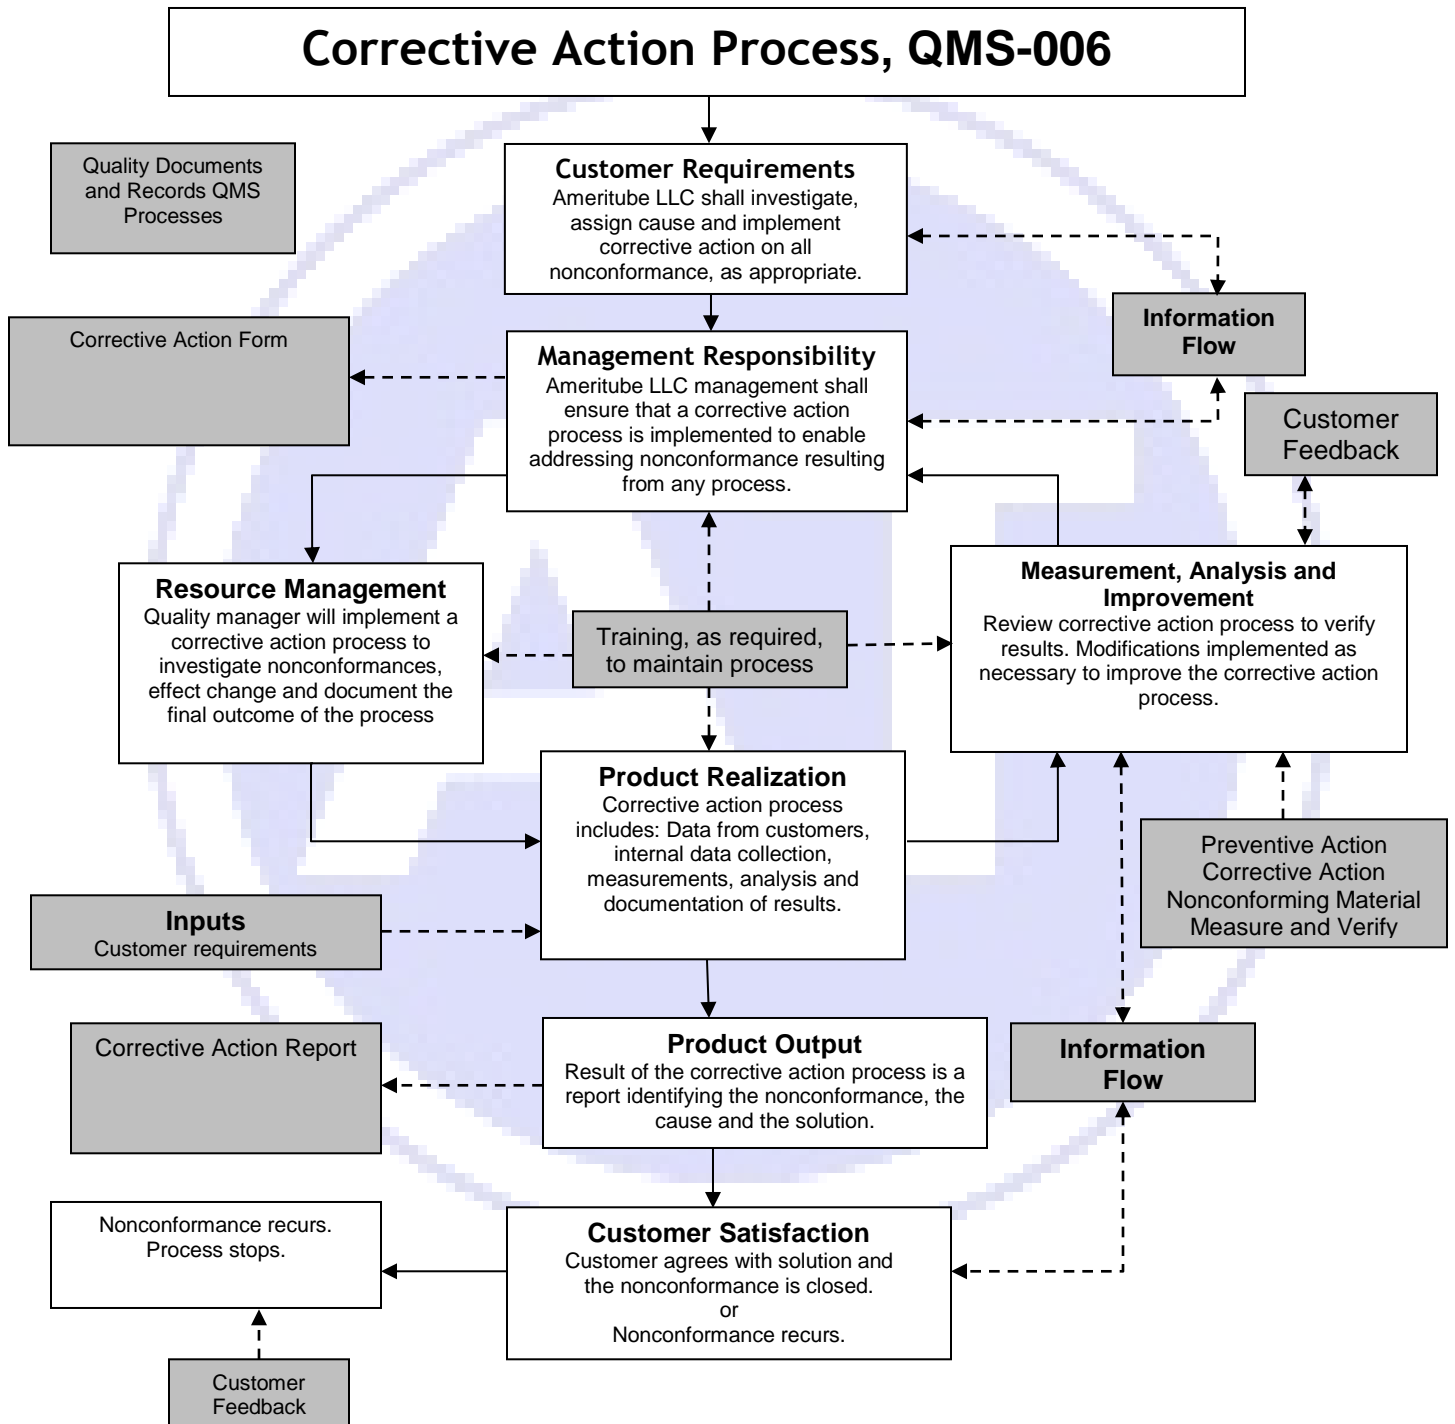 Corrective Action Process, QMS-006
Quality Documents
and Records QMS
Processes
Customer Requirements
Ameritube LLC shall investigate,
assign cause and implement
corrective action on all
nonconformance, as appropriate.
Information
Flow
Corrective Action Form
Management Responsibility
Ameritube LLC management shall
ensure that a corrective action
process is implemented to enable
addressing nonconformance resulting
from any process.
Customer
Feedback
Resource Management
Quality manager will implement a
corrective action process to
investigate nonconformances,
effect change and document the
final outcome of the process
Training, as required,
to maintain process
Measurement, Analysis and
Improvement
Review corrective action process to verify
results. Modifications implemented as
necessary to improve the corrective action
process.
Product Realization
Corrective action process
includes: Data from customers,
internal data collection,
measurements, analysis and
documentation of results.
Preventive Action
Corrective Action
Nonconforming Material
Measure and Verify
Inputs
Customer requirements
Corrective Action Report
Product Output
Result of the corrective action process is a
report identifying the nonconformance, the
cause and the solution.
Information
Flow
Nonconformance recurs.
Process stops.
Customer Satisfaction
Customer agrees with solution and
the nonconformance is closed.
or
Nonconformance recurs.
Customer
Feedback